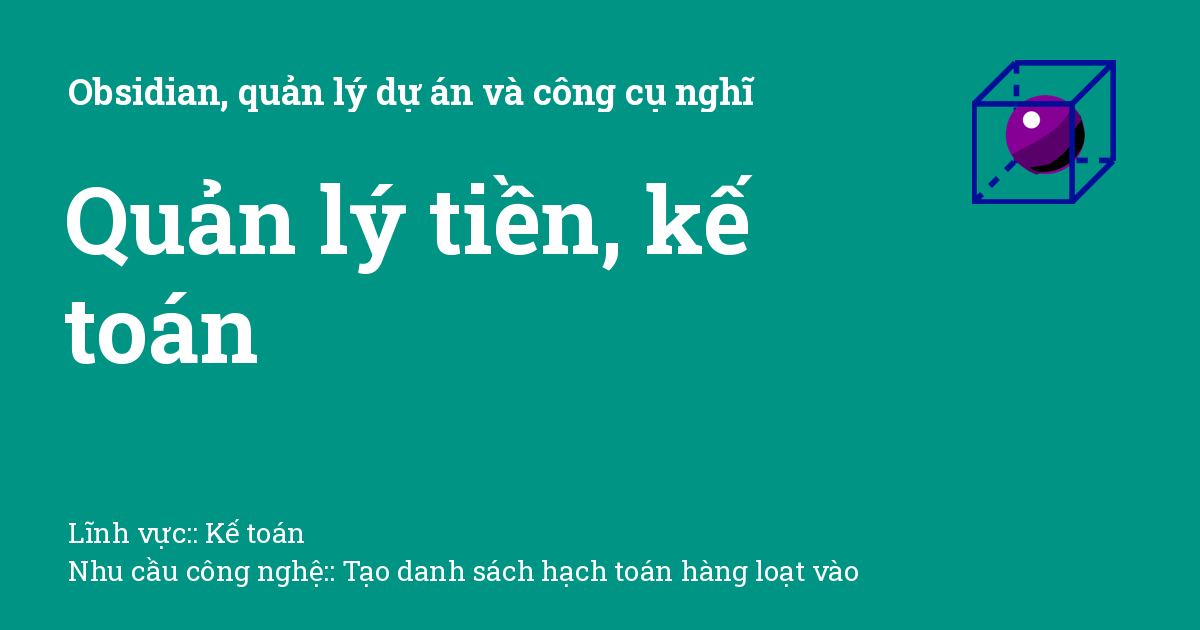 Obsidian, quản lý dự án và công cụ nghĩ
Quản lý tiền, kế
toán
Lĩnh vực:: Kế toán
Nhu cầu công nghệ:: Tạo danh sách hạch toán hàng loạt vào